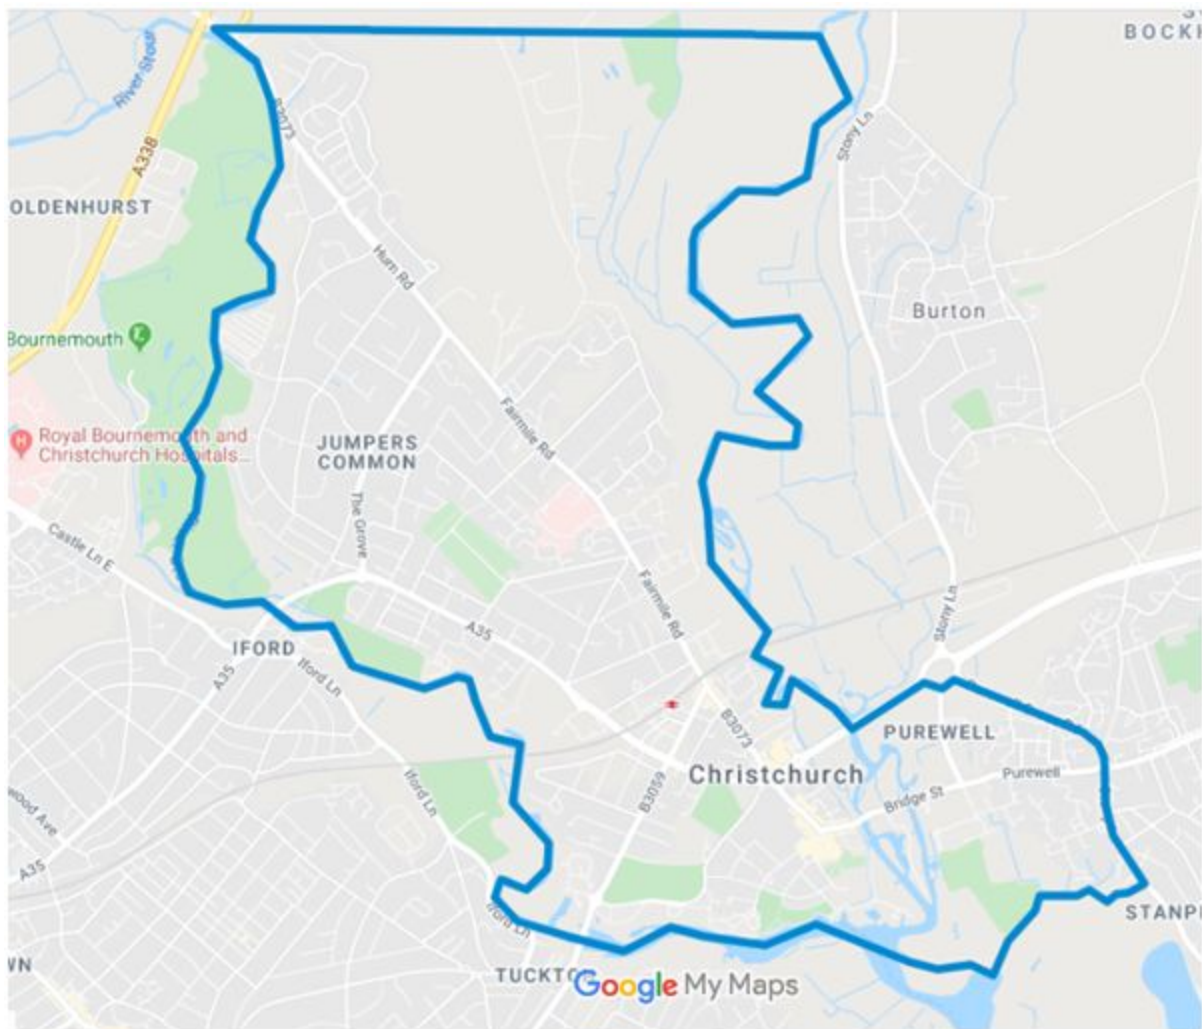 BOCKH
River Stour
B3073
Stony Ln
A338
OLDENHURST
Hurn Rd
Burton
Bournemouth
Fairmile Rd
H
Royal Bournemouth and
Christchurch Hospitals...
JUMPERS
COMMON
The Grove
Castle Ln E
Fairmile Rd
Stony Ln
A35
IFORD
Iford Ln
A35
B3073
PUREWELL
Christchurch
Purewell
Iford Ln
B3059
Bridge St
wood Ave
A35
Iford Ln
STANP
WN
TUCKTO
Google My Maps